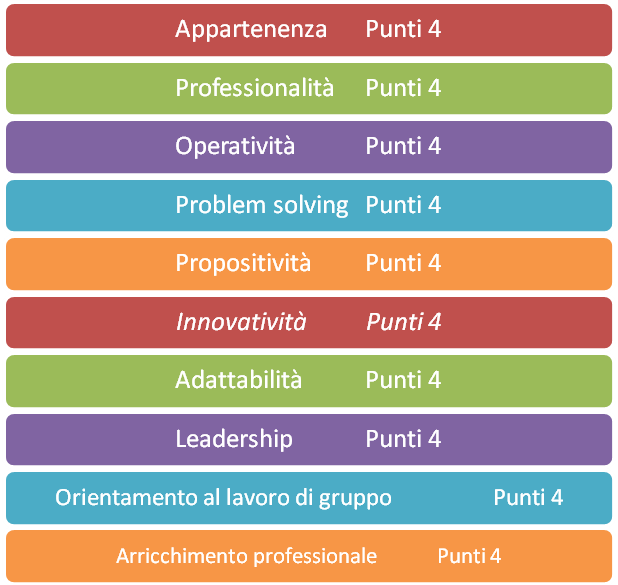 Appartenenza Punti 4
Professionalità Punti 4
Operatività Punti 4
Problem solving Punti 4
Propositività Punti 4
Innovatività Punti 4
Adattabilità Punti 4
Leadership Punti 4
Orientamento al lavoro di gruppo Punti 4
Arricchimento professionale Punti 4